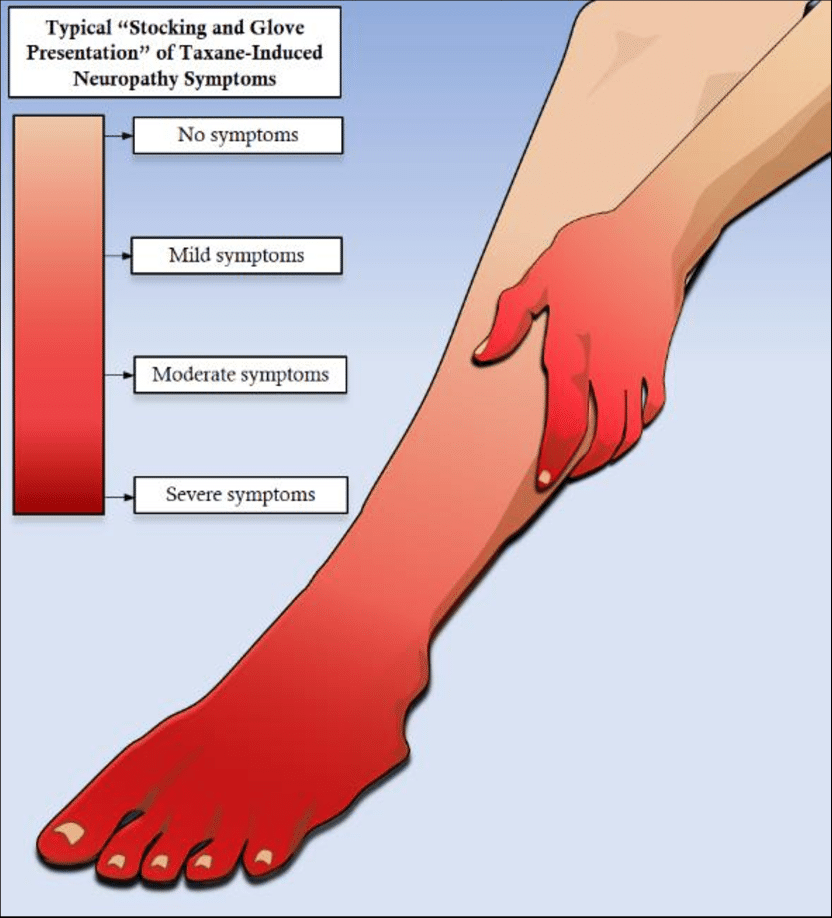 Typical “Stocking and Glove
Presentation” of Taxane-Induced
Neuropathy Symptoms
No symptoms
Mild symptoms
Moderate symptoms
Severe symptoms